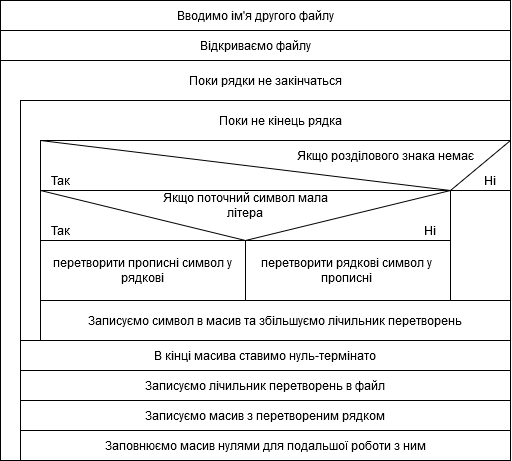 Вводимо ім'я другого файлу
Відкриваємо файлу
Поки рядки не закінчаться
Поки не кінець рядка
Якщо розділового знака немає
Так
Ні
Якщо поточний символ мала
літера
Так
Ні
перетворити прописні символ у
рядкові
перетворити рядкові символ у
прописні
Записуємо символ в масив та збільшуємо лічильник перетворень
В кінці масива ставимо нуль-термінато
Записуємо лічильник перетворень в файл
Записуємо масив з перетвореним рядком
Заповнюємо масив нулями для подальшої роботи з ним